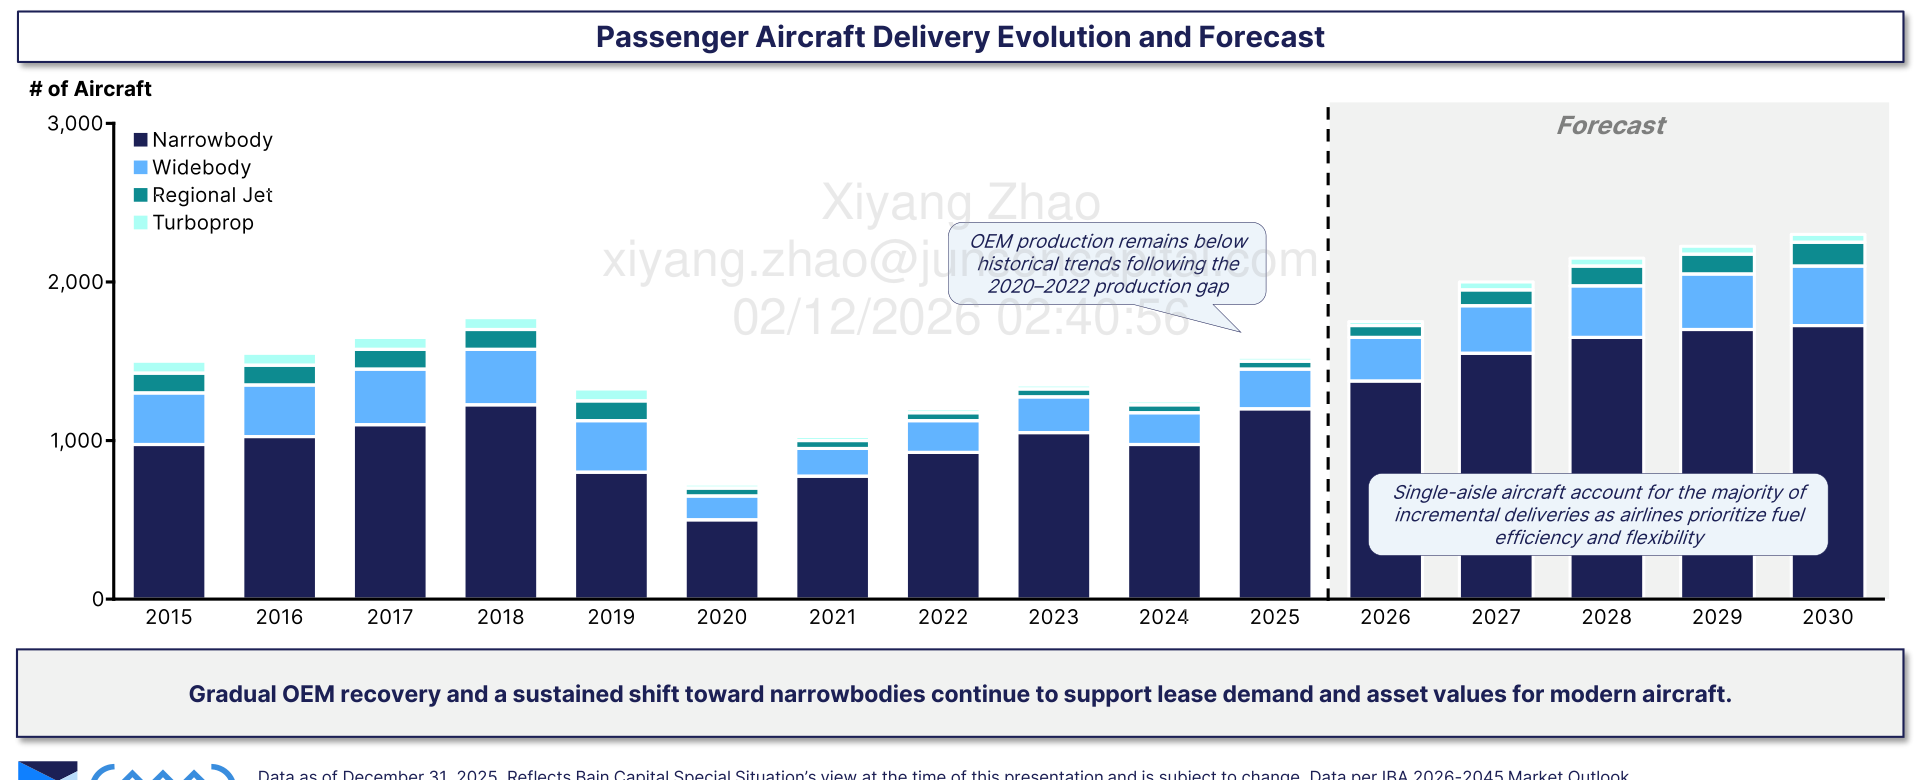 Passenger Aircraft Delivery Evolution and Forecast
# of Aircraft
3,000
Narrowbody
Widebody
Regional Jet
Turboprop
2,000
1,000
0
Forecast
Xiyang Zhao
xiyang.zhao@junsancapital.com
02/12/2026 02:40:56
OEM production remains below
historical trends following the
2020–2022 production gap
Single-aisle aircraft account for the majority of
incremental deliveries as airlines prioritize fuel
efficiency and flexibility
2015 2016 2017 2018 2019 2020 2021 2022 2023 2024 2025 2026 2027 2028 2029 2030
Gradual OEM recovery and a sustained shift toward narrowbodies continue to support lease demand and asset values for modern aircraft.
Data as of December 31, 2025. Reflects Bain Capital Special Situation's view at the time of this presentation and is subject to change. Data per IBA 2026-2045 Market Outlook